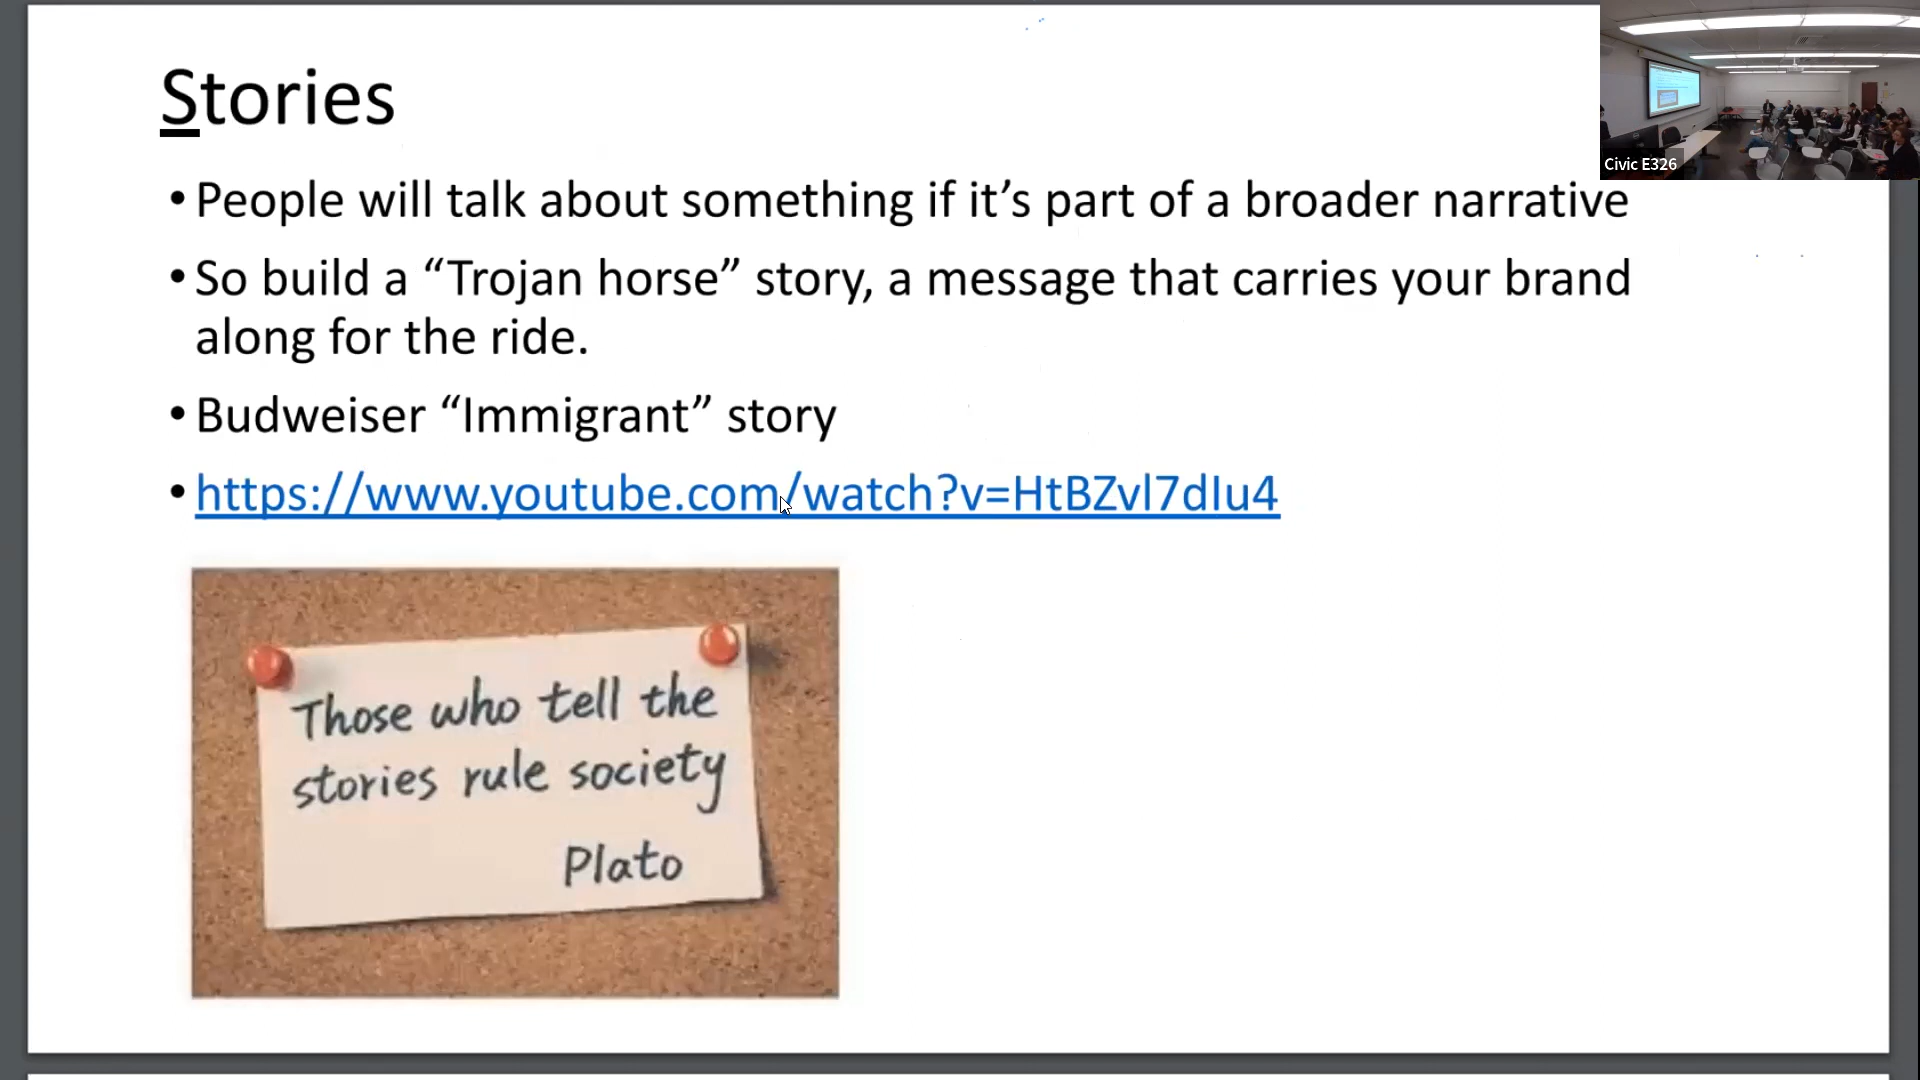 Stories
• People will talk about something if it’s part of a broader narrative
• So build a “Trojan horse” story, a message that carries your brand
along for the ride.
• Budweiser “Immigrant” story
• https://www.youtube.com/watch?v=HtBZvl7dIu4
Those who tell the
stories rule society
Plato
Civic E326